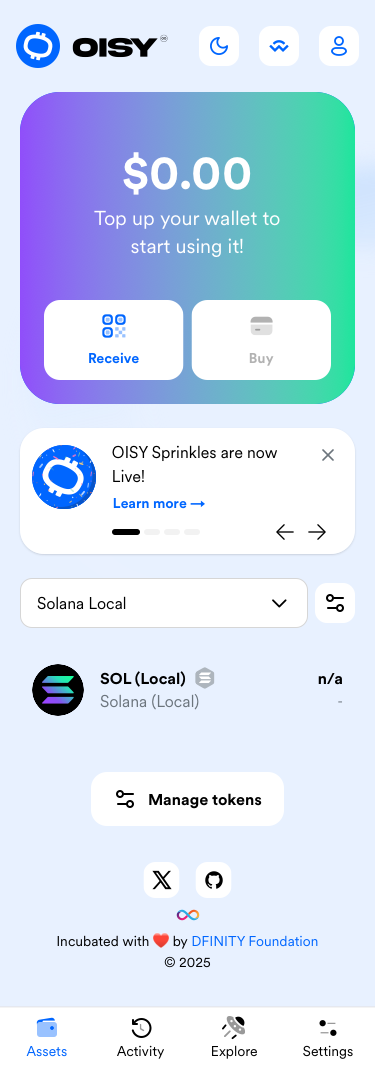 OISY
$0.00
Top up your wallet to
start using it!
Receive
Buy
OISY Sprinkles are now
Live!
Learn more →
Solana Local
SOL (Local)
n/a
Solana (Local)
-
Manage tokens
Incubated with ❤️ by DFINITY Foundation
© 2025
Assets
Activity
Explore
Settings